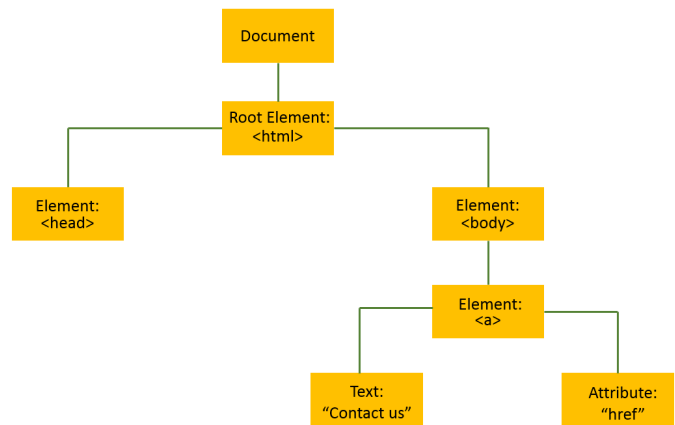 Document
Root Element:
<html>
Element:
<head>
Element:
<body>
Element:
<a>
Text:
“Contact us”
Attribute:
“href”